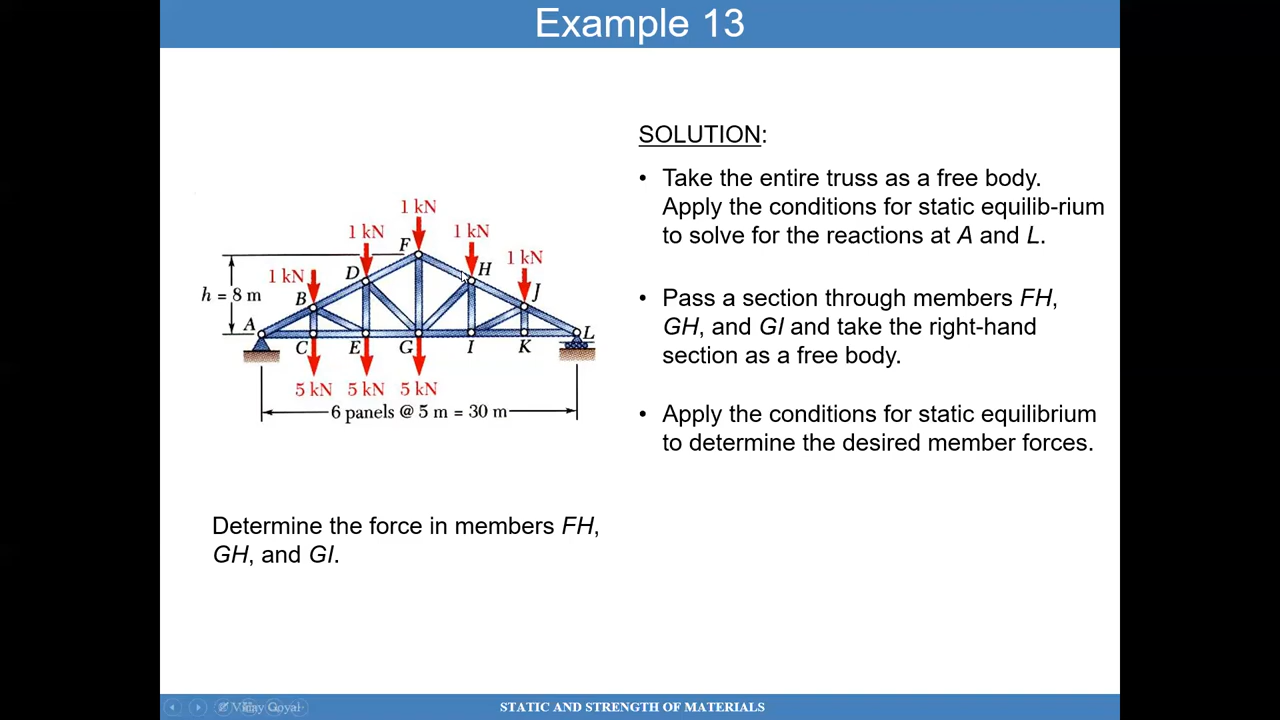 Example 13
SOLUTION:
• Take the entire truss as a free body.
Apply the conditions for static equilib-rium
to solve for the reactions at A and L.
• Pass a section through members FH,
GH, and GI and take the right-hand
section as a free body.
• Apply the conditions for static equilibrium
to determine the desired member forces.
1 kN
1 kN
1 kN
F
1 kN
D
H
1 kN
B
J
h = 8 m
A
L
C
E
G
I
K
5 kN
5 kN
5 kN
6 panels @ 5 m = 30 m
Determine the force in members FH,
GH, and GI.
Vinay Goyal
STATIC AND STRENGTH OF MATERIALS